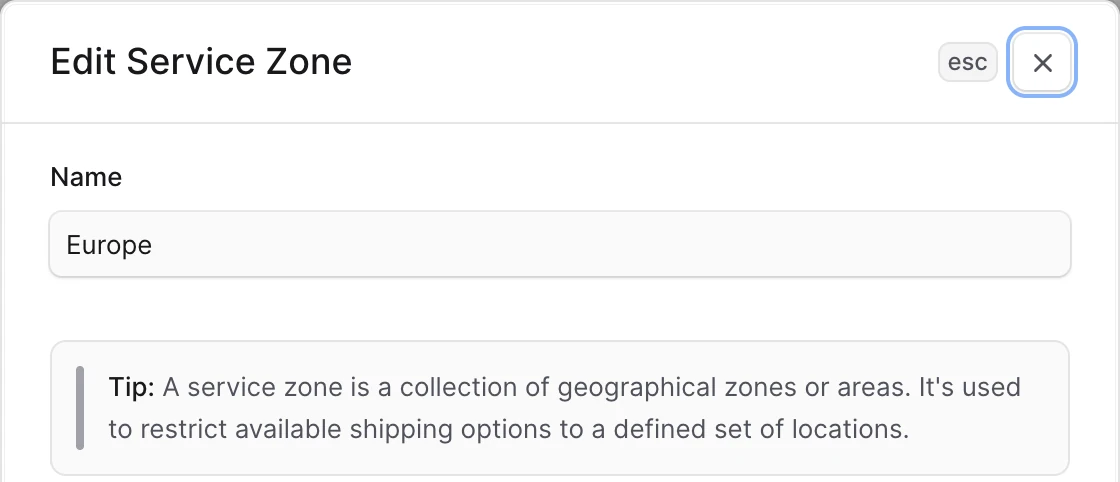 Edit Service Zone
esc
Name
Europe
Tip: A service zone is a collection of geographical zones or areas. It's used
to restrict available shipping options to a defined set of locations.